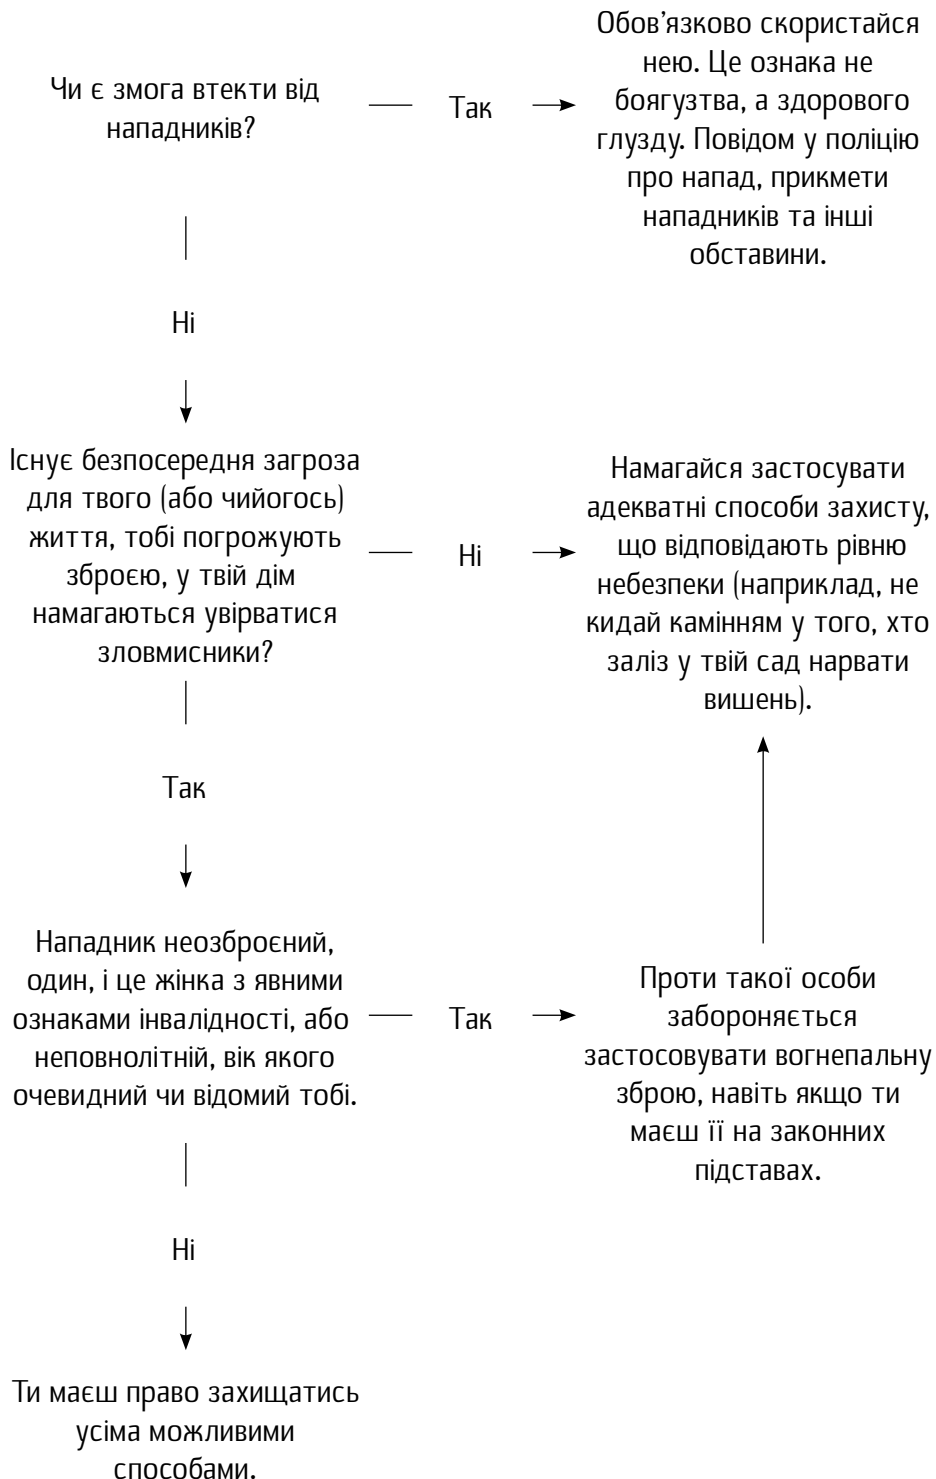 Чи є змога втекти від
нападників?
Так
Обов’язково скористайся
нею. Це ознака не
боягузтва, а здорового
глузду. Повідом у поліцію
про напад, прикмети
нападників та інші
обставини.
Ні
Існує безпосередня загроза
для твого (або чийогось)
життя, тобі погрожують
зброєю, у твій дім
намагаються увірватися
зловмисники?
Ні
Намагайся застосувати
адекватні способи захисту,
що відповідають рівню
небезпеки (наприклад, не
кидай камінням у того, хто
заліз у твій сад нарвати
вишень).
Так
Нападник неозброєний,
один, і це жінка з явними
ознаками інвалідності, або
неповнолітній, вік якого
очевидний чи відомий тобі.
Так
Проти такої особи
забороняється
застосовувати вогнепальну
зброю, навіть якщо ти
маєш її на законних
підставах.
Ні
Ти маєш право захищатись
усіма можливими
способами.